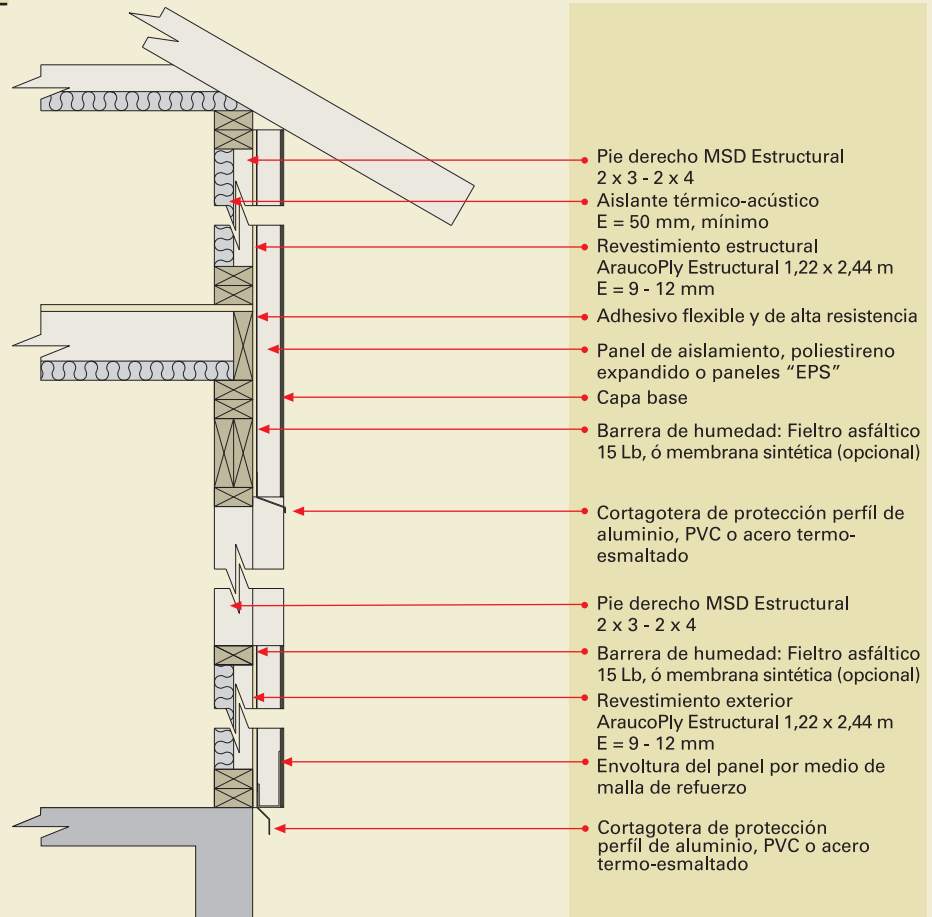 Pie derecho MSD Estructural
2 x 3 - 2 x 4
Aislante térmico-acústico
E = 50 mm, mínimo
Revestimiento estructural
AraucoPly Estructural 1,22 x 2,44 m
E = 9 - 12 mm
Adhesivo flexible y de alta resistencia
Panel de aislamiento, poliestireno
expandido o paneles “EPS”
Capa base
Barrera de humedad: Fieltro asfáltico
15 Lb, ó membrana sintética (opcional)
Cortagotera de protección perfíl de
aluminio, PVC o acero termo-
esmaltado
Pie derecho MSD Estructural
2 x 3 - 2 x 4
Barrera de humedad: Fieltro asfáltico
15 Lb, ó membrana sintética (opcional)
Revestimiento exterior
AraucoPly Estructural 1,22 x 2,44 m
E = 9 - 12 mm
Envoltura del panel por medio de
malla de refuerzo
Cortagotera de protección
perfíl de aluminio, PVC o acero
termo-esmaltado